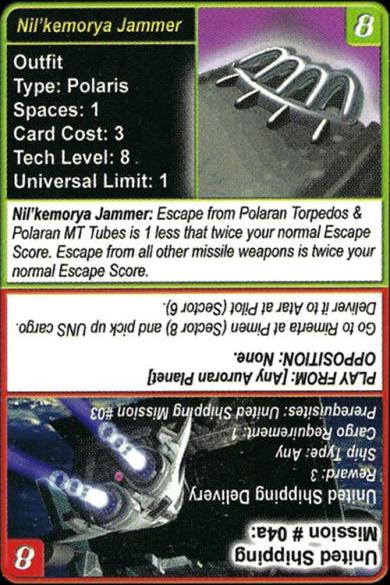 Nil'kemorya Jammer
8
Outfit
Type: Polaris
Spaces: 1
Card Cost: 3
Tech Level: 8
Universal Limit: 1
Nil'kemorya Jammer: Escape from Polaran Torpedos &
Polaran MT Tubes is 1 less that twice your normal Escape
Score. Escape from all other missile weapons is twice your
normal Escape Score.
United Shipping
Mission # 04a:
8
United Shipping Delivery
Reward: 3
Ship Type: Any
Cargo Requirement: 1
Prerequisites: United Shipping Mission #03
PLAY FROM: [Any Auroran Planet]
OPPOSITION: None.
Go to Rimerta at Pimen (Sector 8) and pick up UNS cargo.
Deliver it to Atar at Pilot (Sector 6).